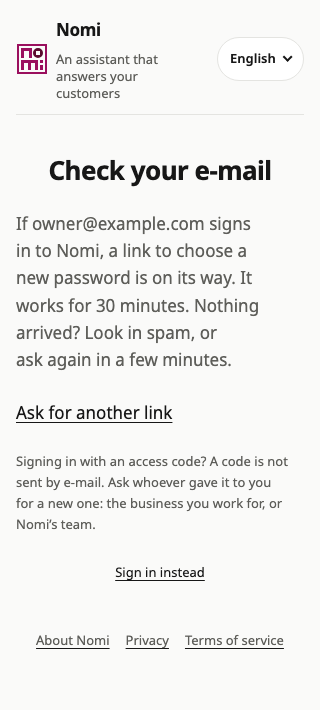 Nomi
An assistant that
answers your
customers
English
Check your e-mail
If owner@example.com signs
in to Nomi, a link to choose a
new password is on its way. It
works for 30 minutes. Nothing
arrived? Look in spam, or
ask again in a few minutes.
Ask for another link
Signing in with an access code? A code is not
sent by e-mail. Ask whoever gave it to you
for a new one: the business you work for, or
Nomi’s team.
Sign in instead
About Nomi Privacy Terms of service